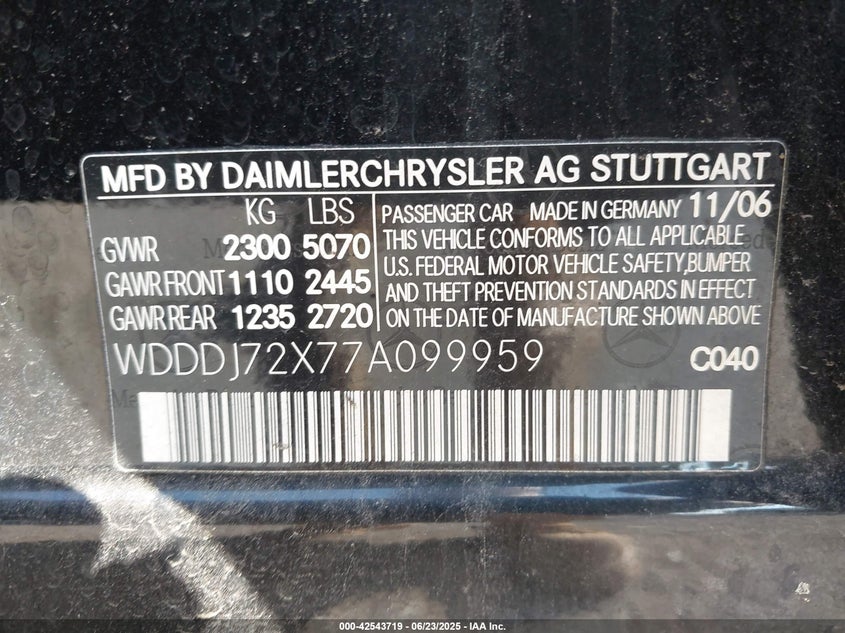 MFD BY DAIMLERCHRYSLER AG STUTTGART
KG LBS
GVWR 2300 5070
GAWR FRONT 1110 2445
GAWR REAR 1235 2720
PASSENGER CAR MADE IN GERMANY 11/06
THIS VEHICLE CONFORMS TO ALL APPLICABLE
U.S. FEDERAL MOTOR VEHICLE SAFETY,BUMPER
AND THEFT PREVENTION STANDARDS IN EFFECT
ON THE DATE OF MANUFACTURE SHOWN ABOVE
WDDDJ72X77A099959 C040
000-42543719 - 06/23/2025 - IAA Inc.